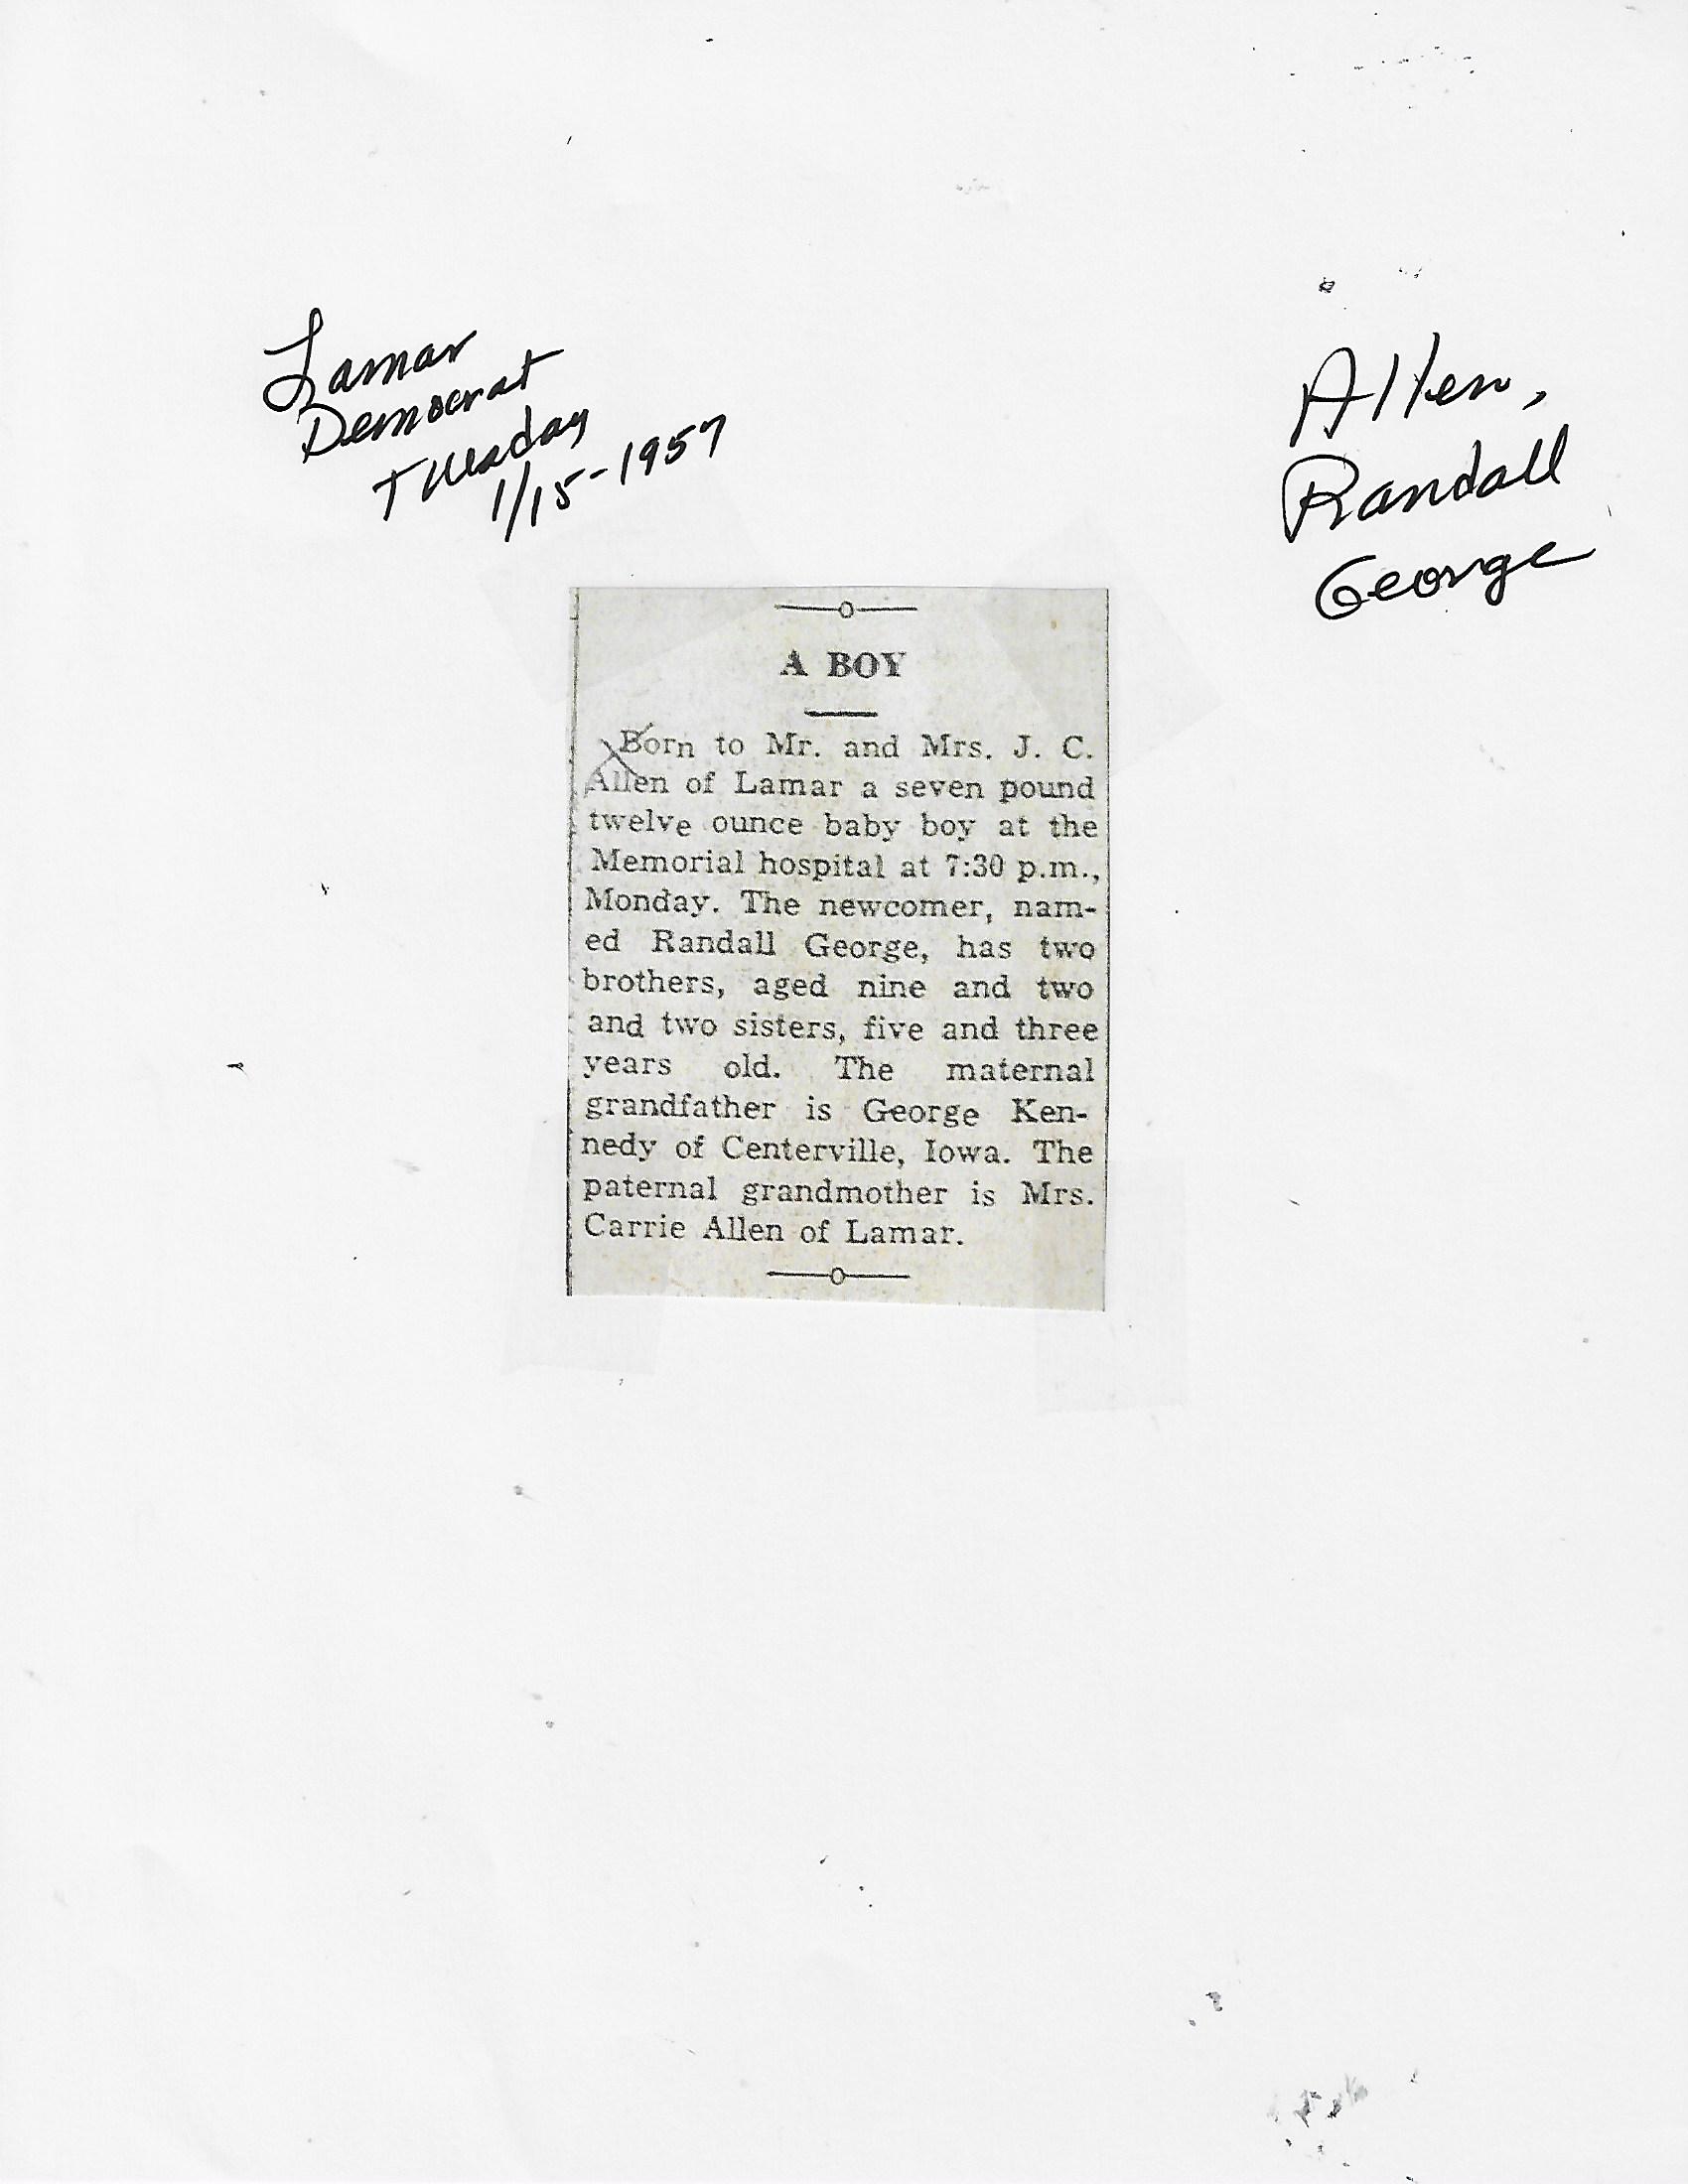 Lamar
Democrat
Tuesday
1/15-1957
Allen,
Randall
George
A BOY
Born to Mr. and Mrs. J. C.
Allen of Lamar a seven pound
twelve ounce baby boy at the
Memorial hospital at 7:30 p.m.,
Monday. The newcomer, nam-
ed Randall George, has two
brothers, aged nine and two
and two sisters, five and three
years old. The maternal
grandfather is George Ken-
nedy of Centerville, Iowa. The
paternal grandmother is Mrs.
Carrie Allen of Lamar.